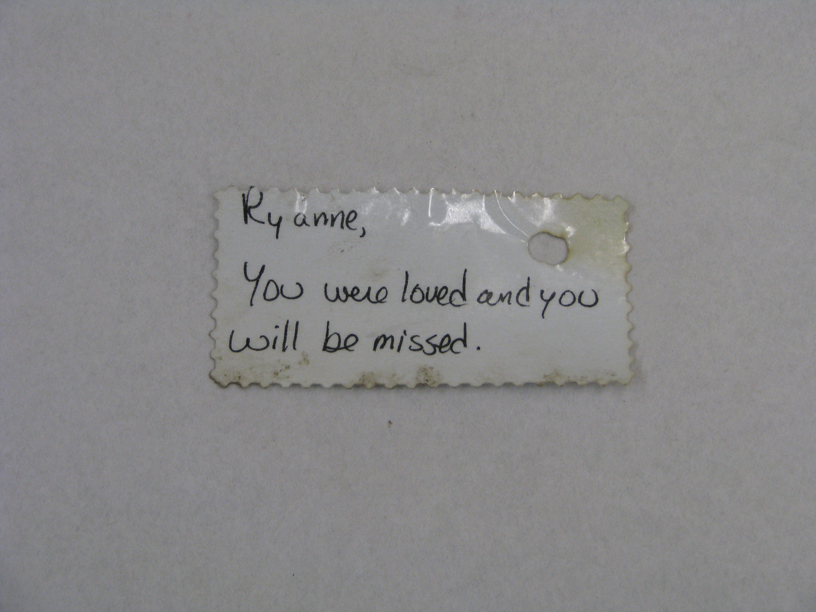 Ryanne,
You were loved and you
will be missed.